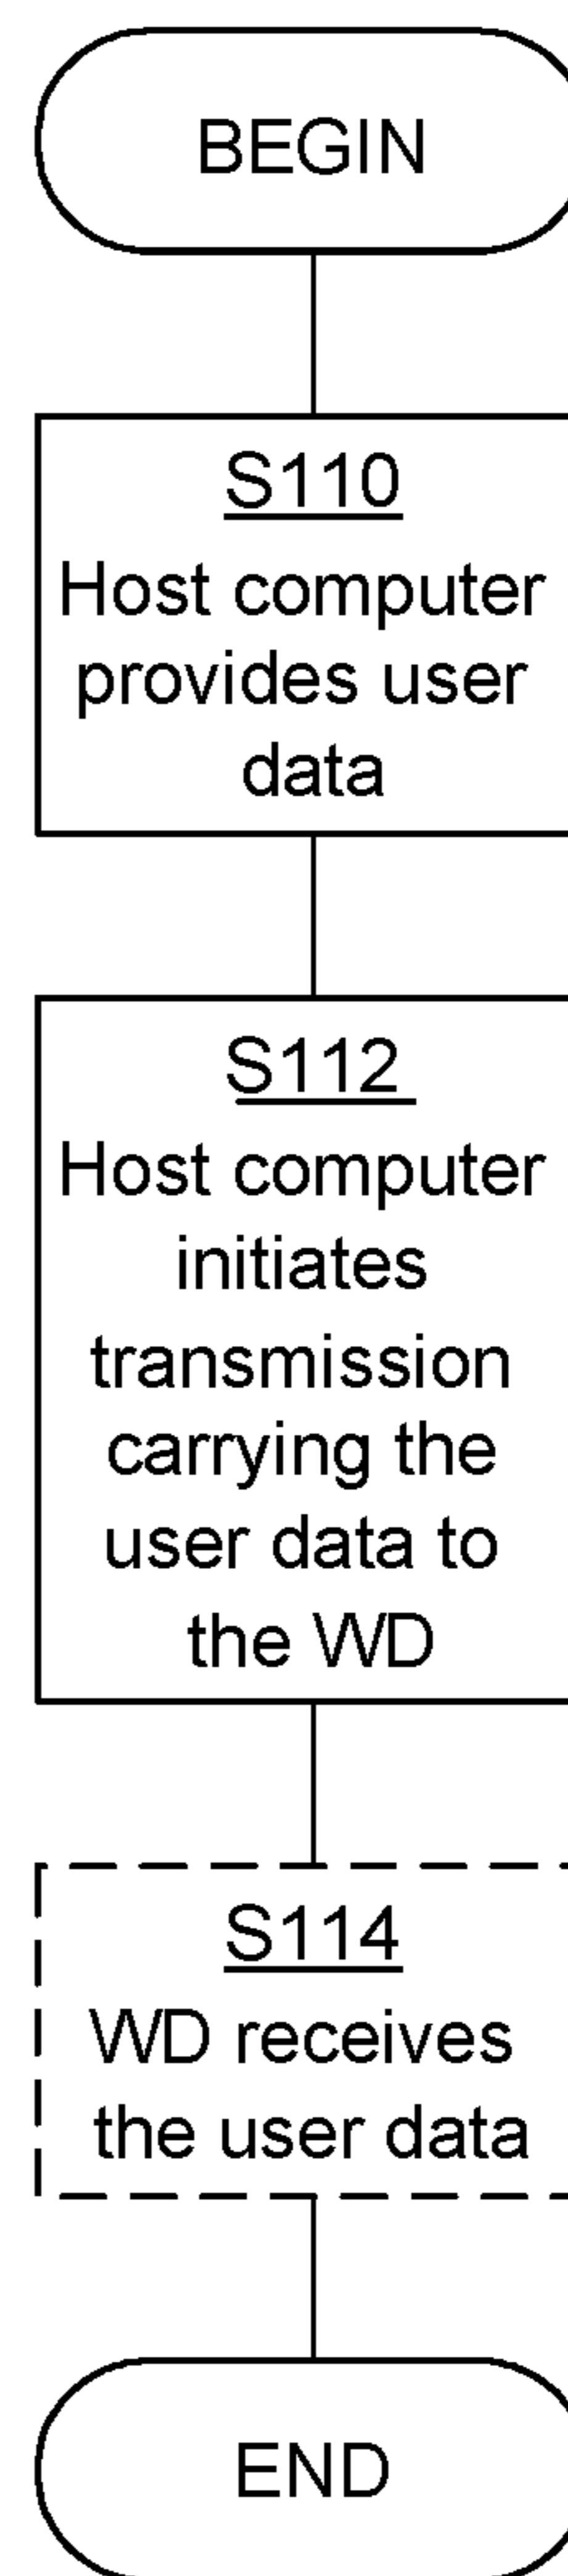 BEGIN
S110
Host computer
provides user
data
S112
Host computer
initiates
transmission
carrying the
user data to
the WD
S114
WD receives
the user data
END